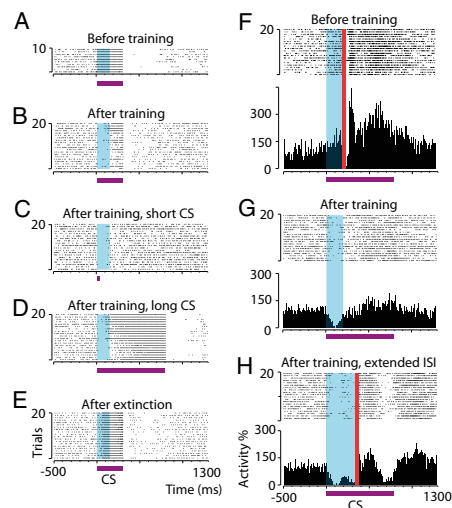 A
Before training
10
B
After training
20
C
After training, short CS
20
D
After training, long CS
20
E
After extinction
20
Trials
-500
1300
CS
Time (ms)
F
Before training
20
450
300
150
0
G
After training
20
300
150
0
H
After training, extended ISI
20
300
150
0
Activity %
-500
1300
CS